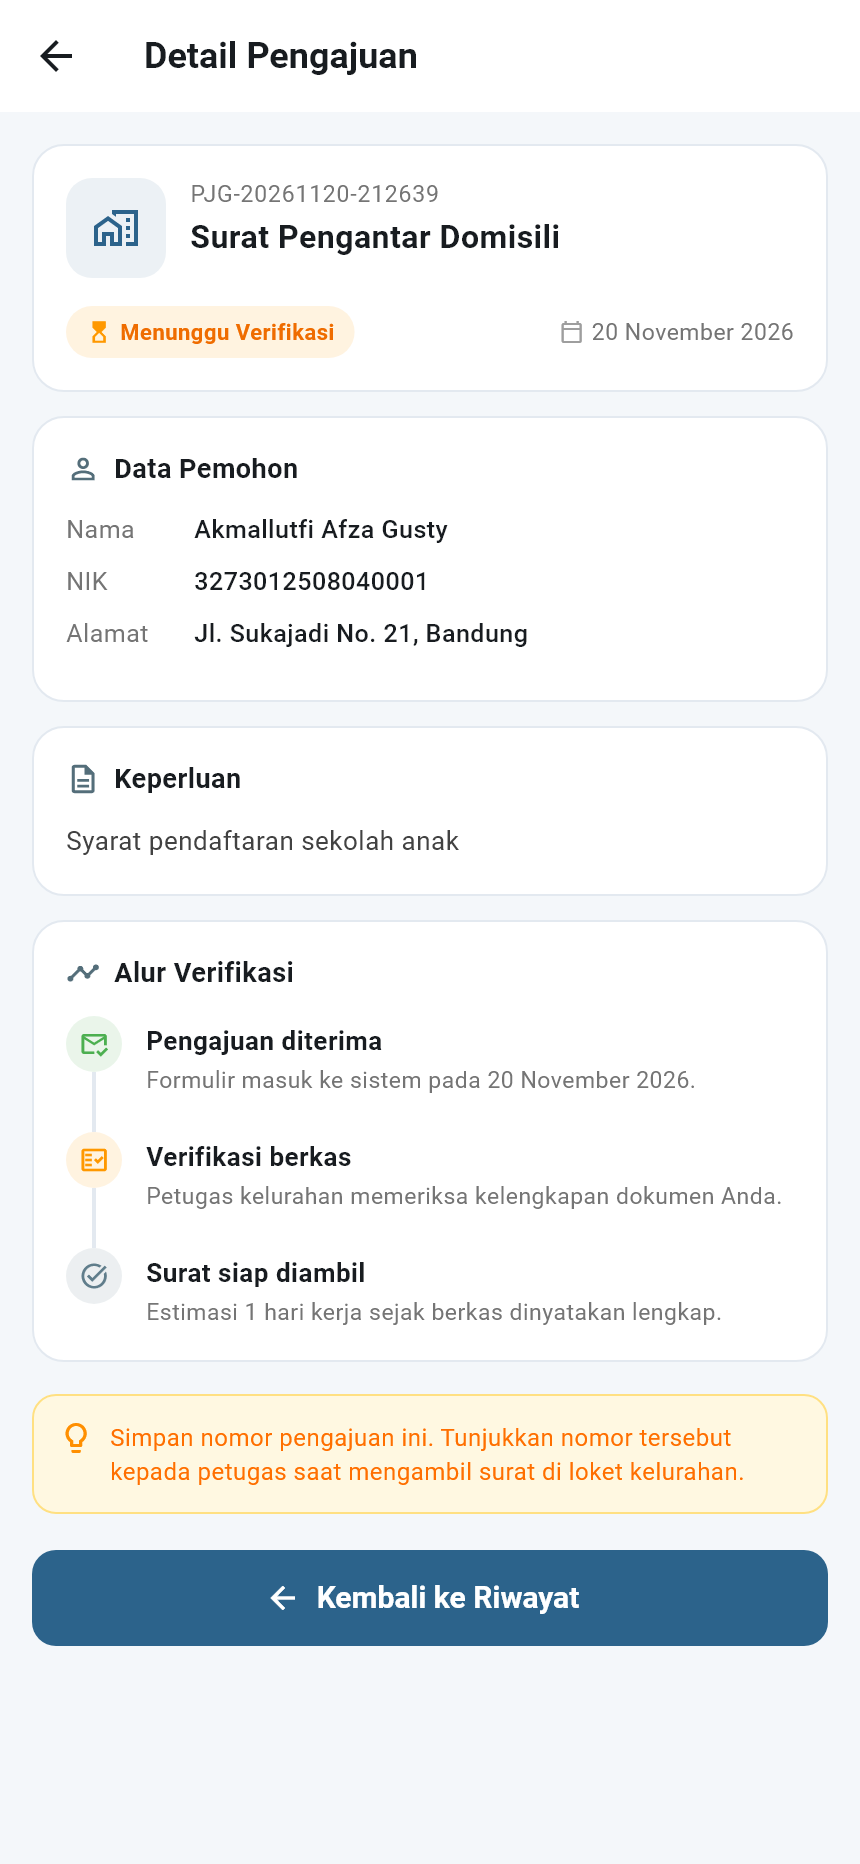 Detail Pengajuan
PJG-20261120-212639
Surat Pengantar Domisili
Menunggu Verifikasi
20 November 2026
Data Pemohon
Nama Akmallutfi Afza Gusty
NIK 3273012508040001
Alamat Jl. Sukajadi No. 21, Bandung
Keperluan
Syarat pendaftaran sekolah anak
Alur Verifikasi
Pengajuan diterima
Formulir masuk ke sistem pada 20 November 2026.
Verifikasi berkas
Petugas kelurahan memeriksa kelengkapan dokumen Anda.
Surat siap diambil
Estimasi 1 hari kerja sejak berkas dinyatakan lengkap.
Simpan nomor pengajuan ini. Tunjukkan nomor tersebut
kepada petugas saat mengambil surat di loket kelurahan.
Kembali ke Riwayat